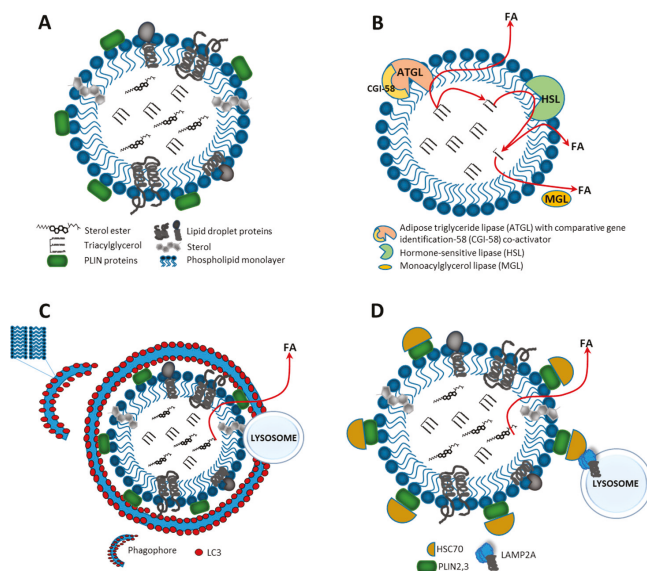 A
Sterol ester
Triacylglycerol
PLIN proteins
Lipid droplet proteins
Sterol
Phospholipid monolayer
B
FA
ATGL
CGI-58
HSL
FA
FA
MGL
Adipose triglyceride lipase (ATGL) with comparative gene
identification-58 (CGI-58) co-activator
Hormone-sensitive lipase (HSL)
Monoacylglycerol lipase (MGL)
C
FA
LYSOSOME
Phagophore
LC3
D
FA
LYSOSOME
HSC70
PLIN2,3
LAMP2A